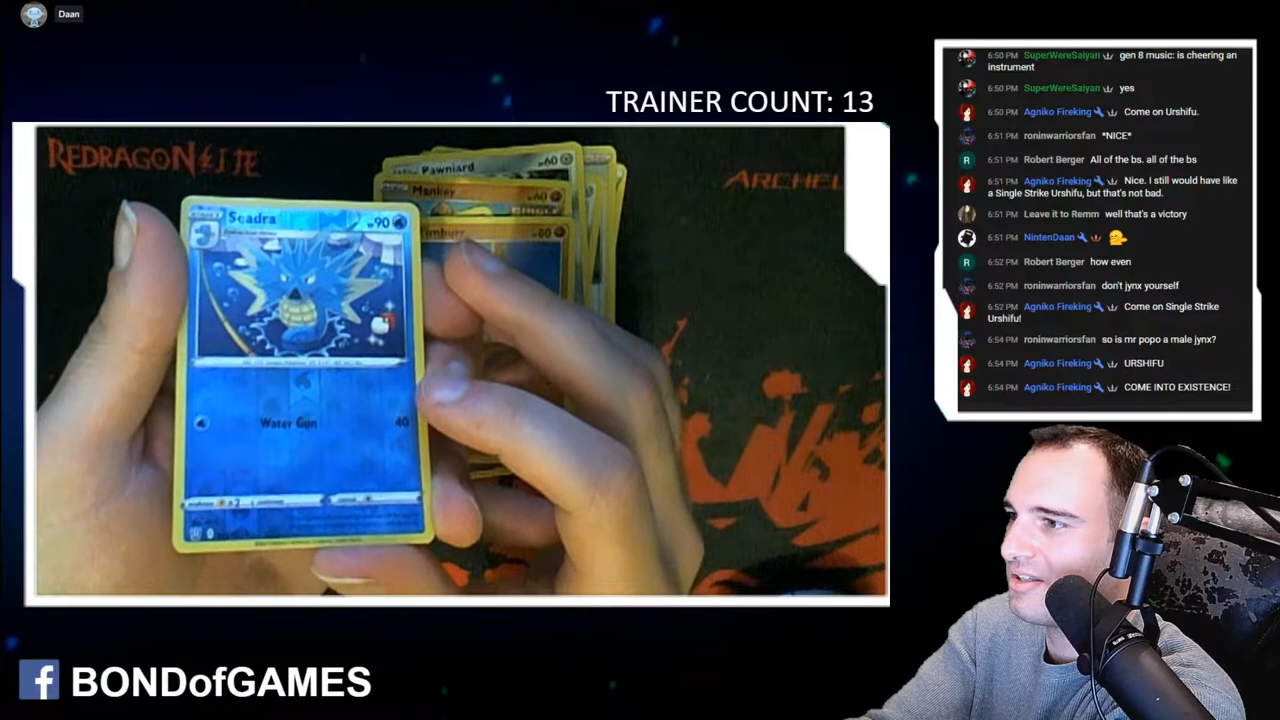 Daan
TRAINER COUNT: 13
REDRAGON
ARCHE
Pawniard
60
Mankey
60
SINGLE
Timburr
80
Seadra
HP90
Water Gun 40
6:50 PM SuperWereSaiyan gen 8 music: is cheering an
instrument
6:50 PM SuperWereSaiyan yes
6:50 PM Agniko Fireking Come on Urshifu.
6:51 PM roninwarriorsfan *NICE*
R 6:51 PM Robert Berger All of the bs. all of the bs
6:51 PM Agniko Fireking Nice. I still would have like
a Single Strike Urshifu, but that's not bad.
6:51 PM Leave it to Remm well that's a victory
6:51 PM NintenDaan
R 6:52 PM Robert Berger how even
6:52 PM roninwarriorsfan don't jynx yourself
6:52 PM Agniko Fireking Come on Single Strike
Urshifu!
6:54 PM roninwarriorsfan so is mr popo a male jynx?
6:54 PM Agniko Fireking URSHIFU
6:54 PM Agniko Fireking COME INTO EXISTENCE!
f BONDofGAMES